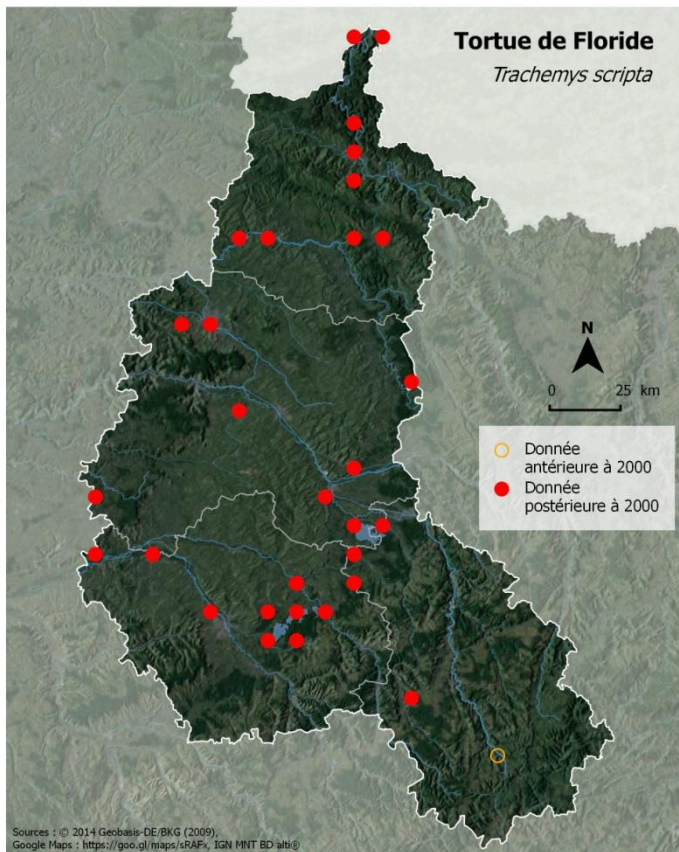 Tortue de Floride
Trachemys scripta
N
0 25 km
Donnée
antérieure à 2000
Donnée
postérieure à 2000
Sources : © 2014 Geobasis-DE/BKG (2009),
Google Maps : https://goo.gl/maps/sRAFx, IGN MNT BD alti®